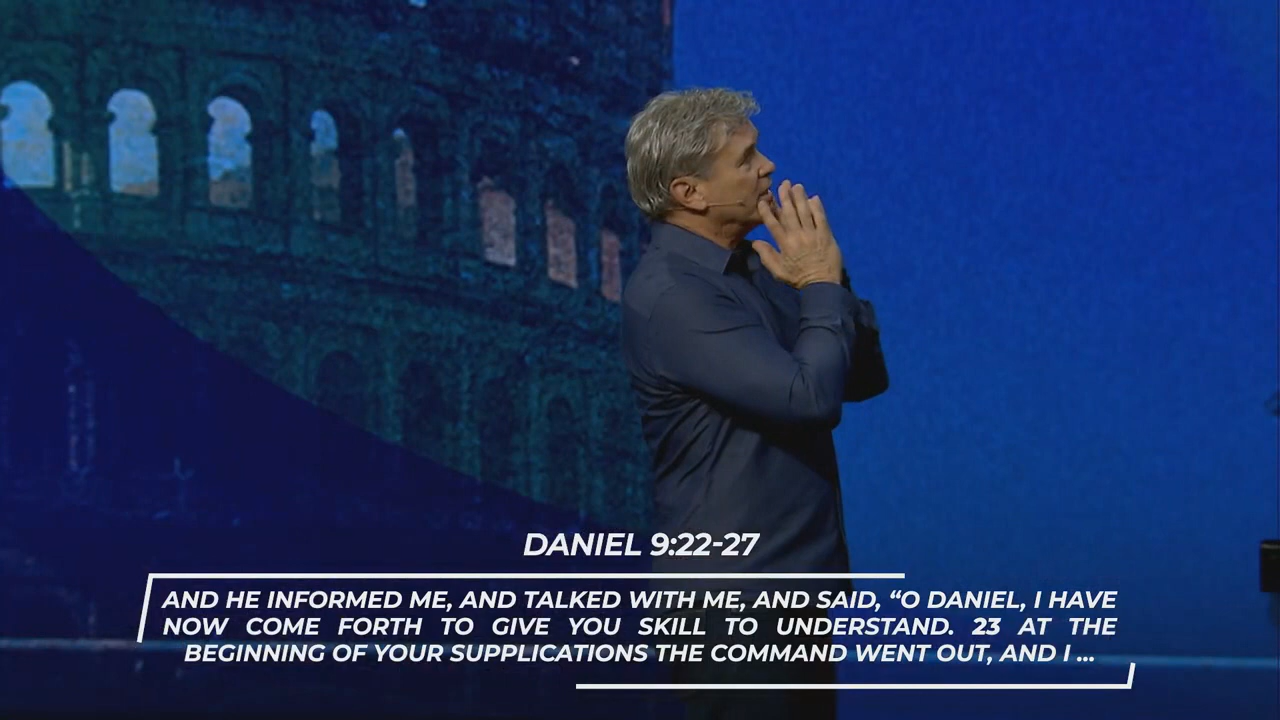 DANIEL 9:22-27
AND HE INFORMED ME, AND TALKED WITH ME, AND SAID, “O DANIEL, I HAVE
NOW COME FORTH TO GIVE YOU SKILL TO UNDERSTAND. 23 AT THE
BEGINNING OF YOUR SUPPLICATIONS THE COMMAND WENT OUT, AND I ...